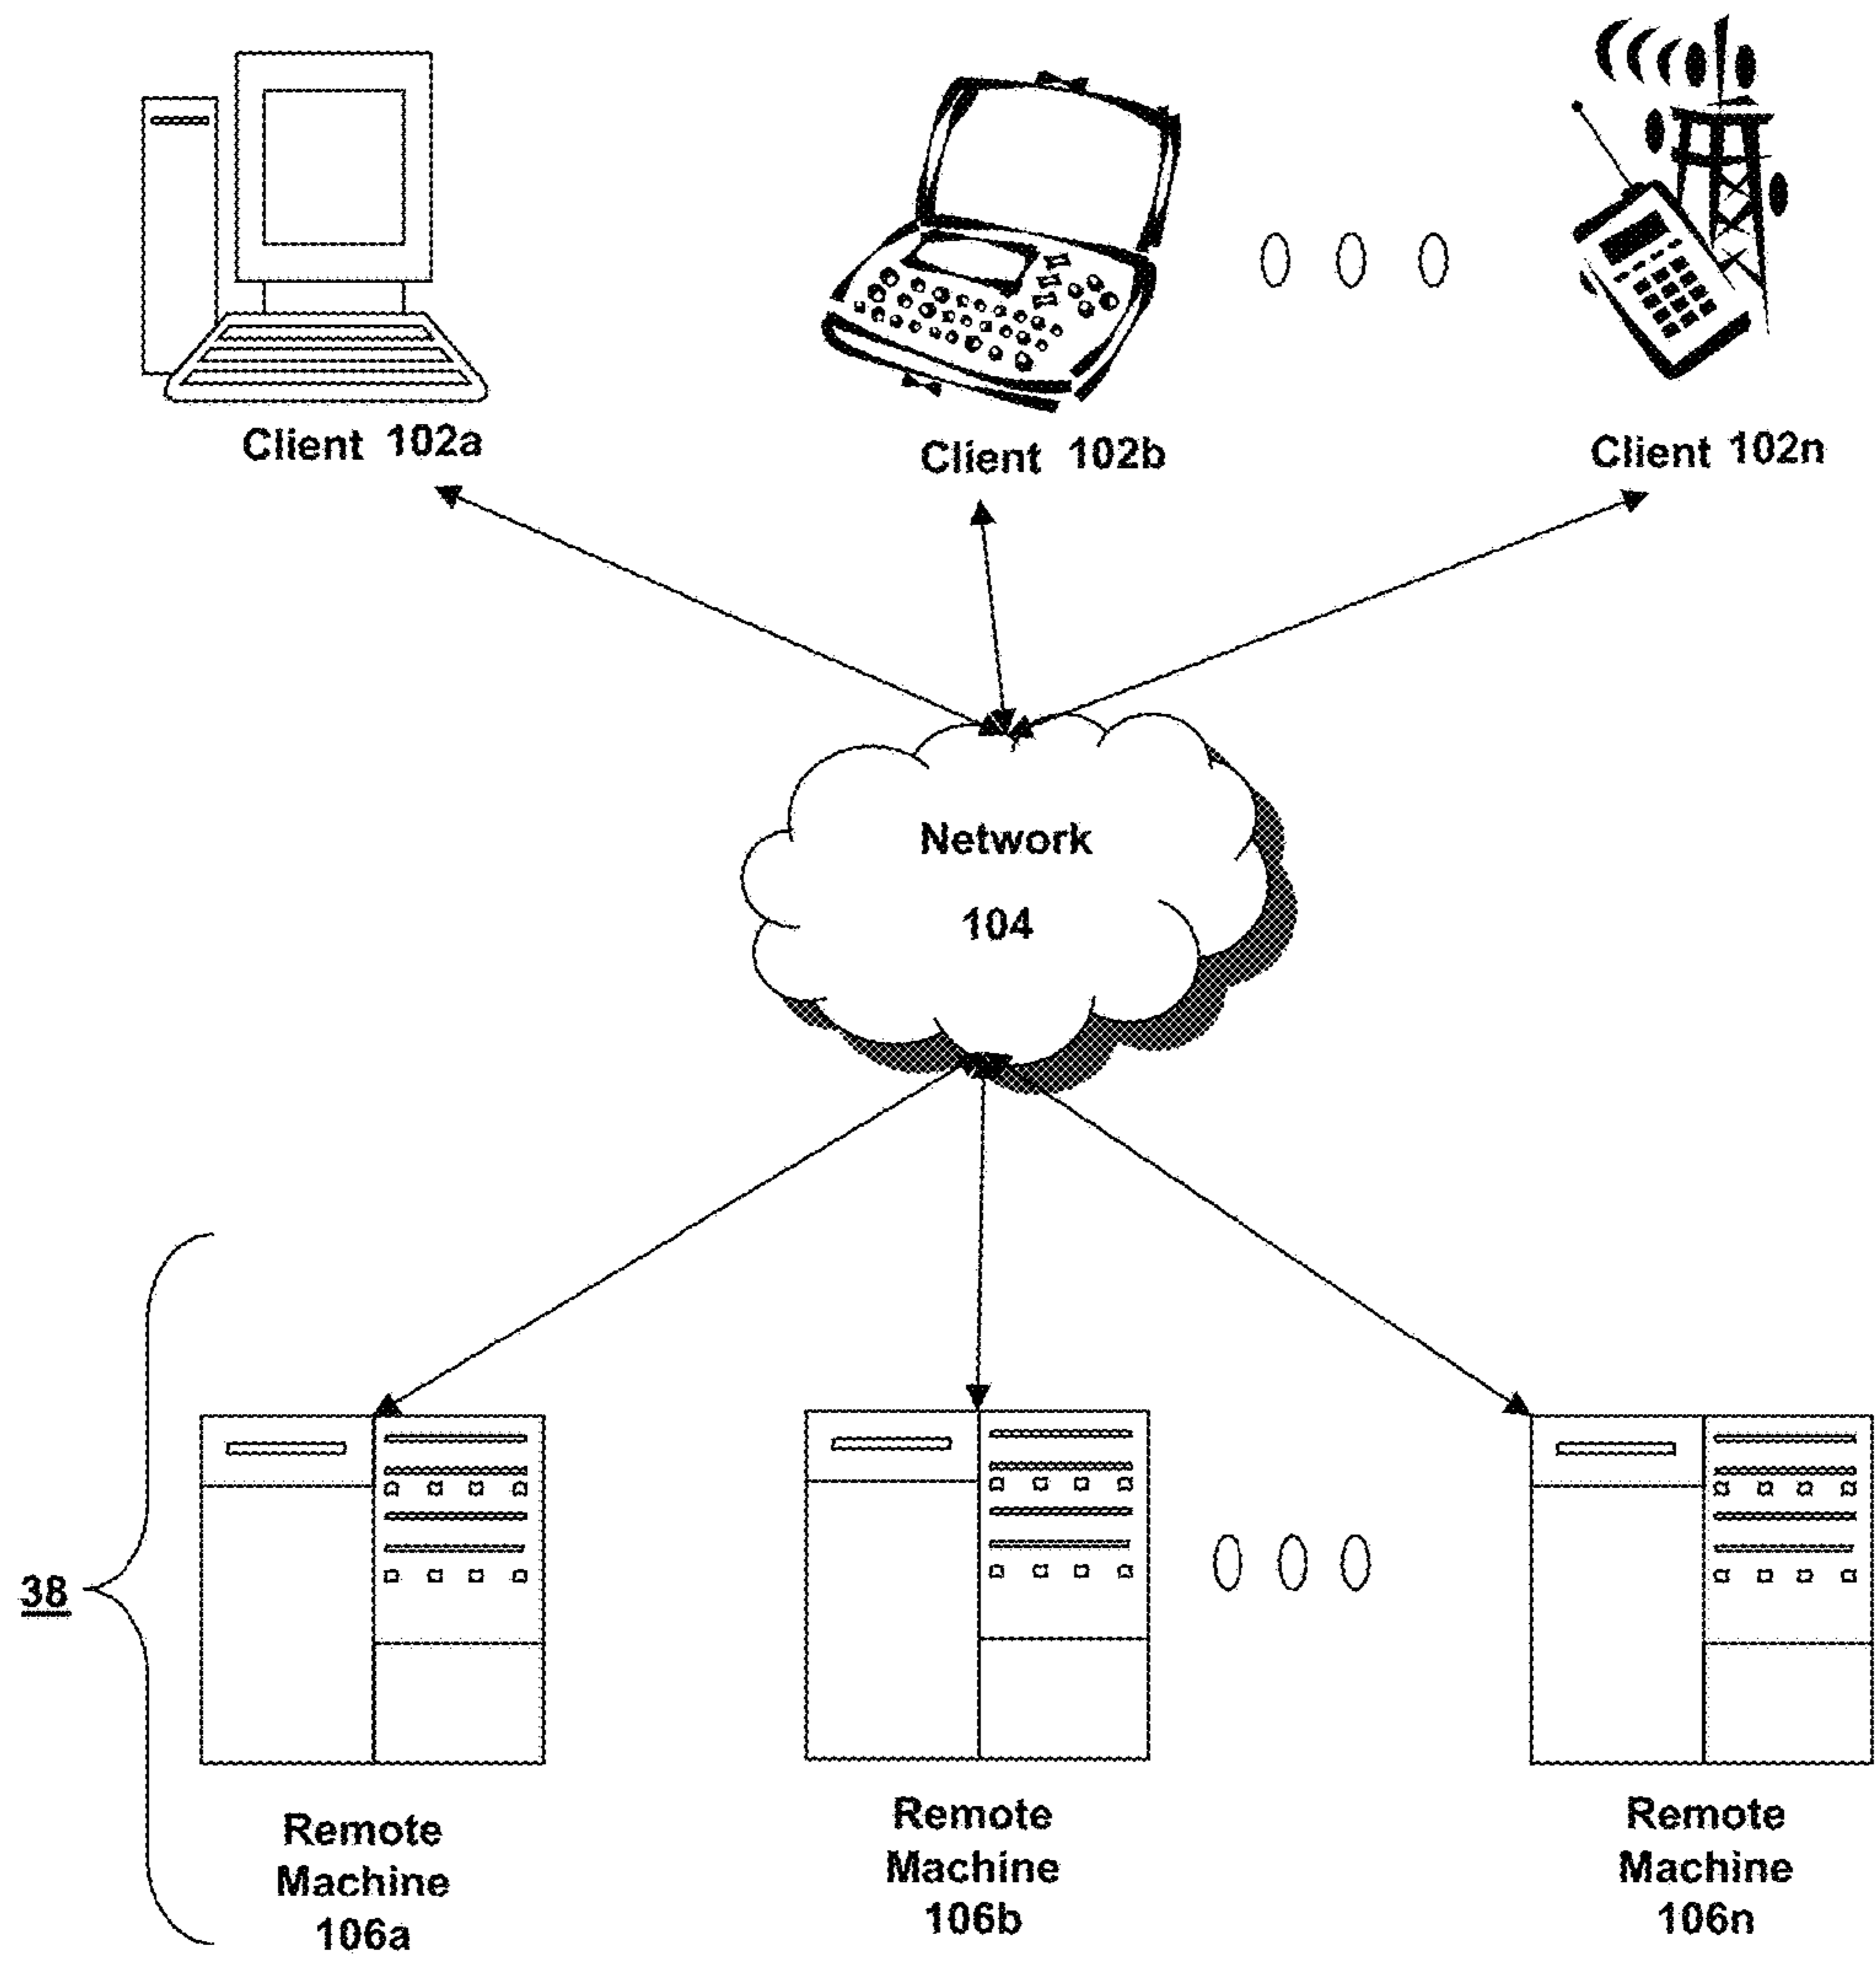 Client 102a
Client 102b
Client 102n
Network
104
38
Remote
Machine
106a
Remote
Machine
106b
Remote
Machine
106n